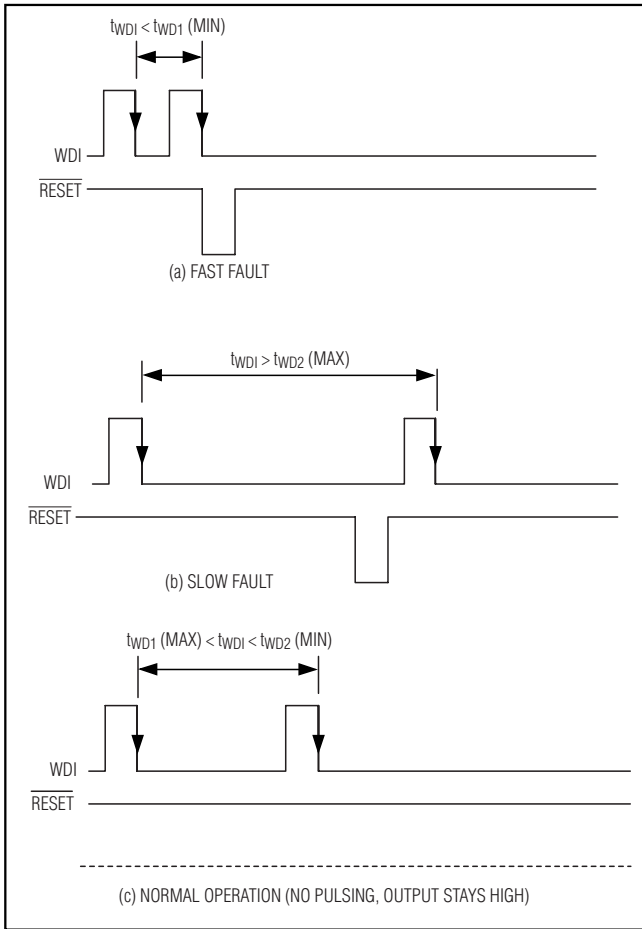 tWDI < tWD1 (MIN)
WDI
RESET
(a) FAST FAULT
tWDI > tWD2 (MAX)
WDI
RESET
(b) SLOW FAULT
tWD1 (MAX) < tWDI < tWD2 (MIN)
WDI
RESET
(c) NORMAL OPERATION (NO PULSING, OUTPUT STAYS HIGH)